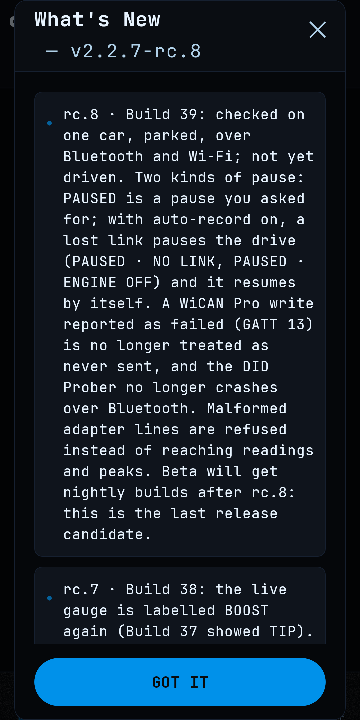 What's New
— v2.2.7-rc.8
rc.8 · Build 39: checked on
one car, parked, over
Bluetooth and Wi-Fi; not yet
driven. Two kinds of pause:
PAUSED is a pause you asked
for; with auto-record on, a
lost link pauses the drive
(PAUSED · NO LINK, PAUSED ·
ENGINE OFF) and it resumes
by itself. A WiCAN Pro write
reported as failed (GATT 13)
is no longer treated as
never sent, and the DID
Prober no longer crashes
over Bluetooth. Malformed
adapter lines are refused
instead of reaching readings
and peaks. Beta will get
nightly builds after rc.8:
this is the last release
candidate.
rc.7 · Build 38: the live
gauge is labelled BOOST
again (Build 37 showed TIP).
GOT IT